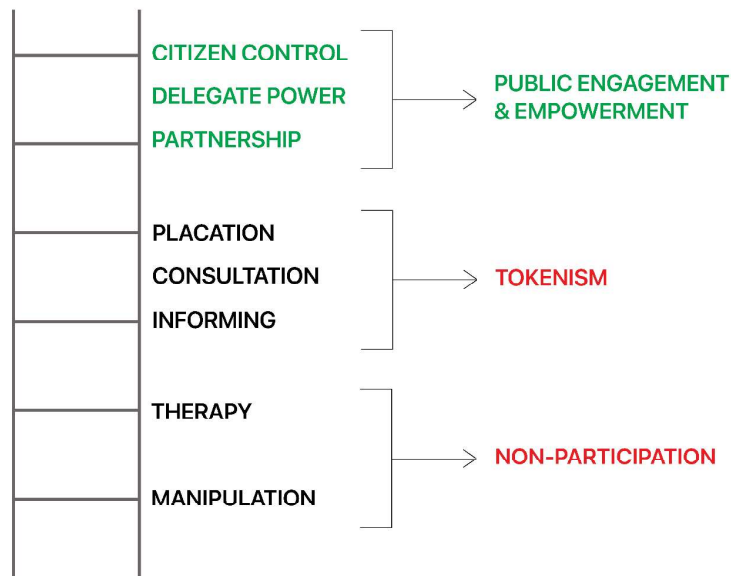 CITIZEN CONTROL
DELEGATE POWER
PARTNERSHIP
PUBLIC ENGAGEMENT
& EMPOWERMENT
PLACATION
CONSULTATION
INFORMING
TOKENISM
THERAPY
MANIPULATION
NON-PARTICIPATION